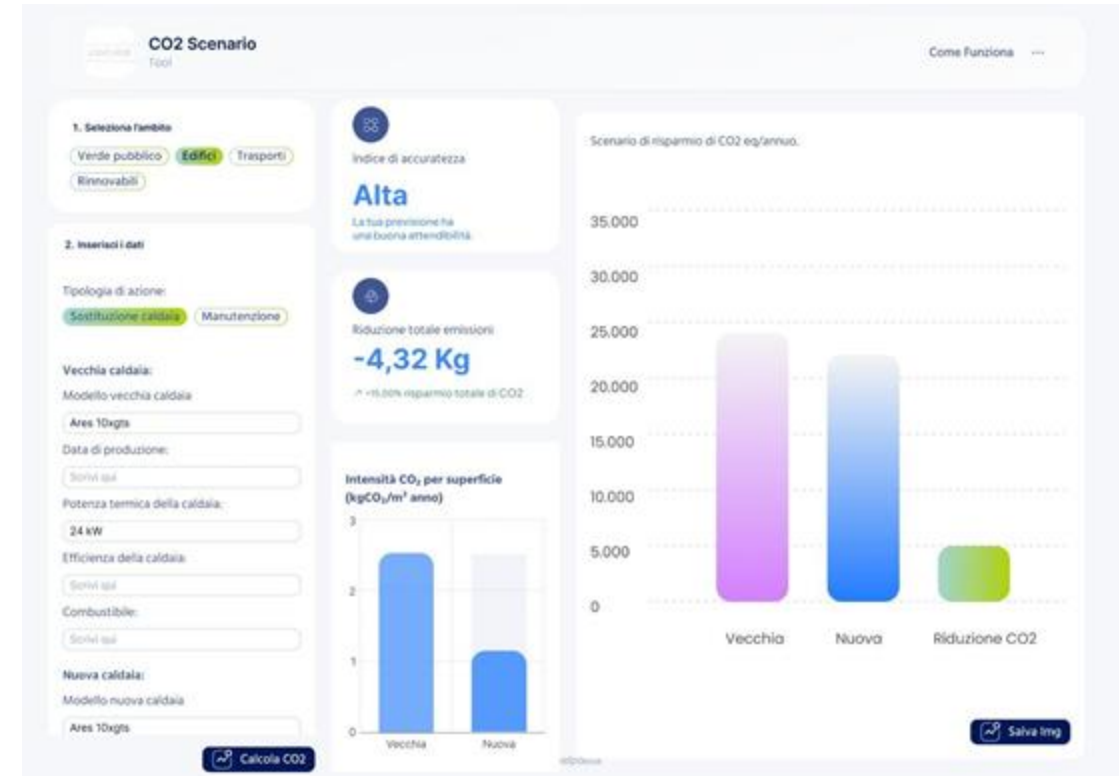 CO2 Scenario
Tool
Come Funziona ...
1. Seleziona l'ambito
Verde pubblico Edifici Trasporti
Rinnovabili
2. Inserisci i dati
Tipologia di azione:
Sostituzione caldaia Manutenzione
Vecchia caldaia:
Modello vecchia caldaia
Ares 10xgts
Data di produzione:
Scrivi qui
Potenza termica della caldaia:
24 kW
Efficienza della caldaia:
Scrivi qui
Combustibile:
Scrivi qui
Nuova caldaia:
Modello nuova caldaia
Ares 10xgts
Calcola CO2
Indice di accuratezza
Alta
La tua previsione ha
una buona attendibilità.
Riduzione totale emissioni
-4,32 Kg
risparmio totale di CO2
Intensità CO₂ per superficie
(kgCO₂/m² anno)
3
2
1
0
Vecchia Nuova
Scenario di risparmio di CO2 eq/annuo.
35.000
30.000
25.000
20.000
15.000
10.000
5.000
0
Vecchia Nuova Riduzione CO2
Salva Img